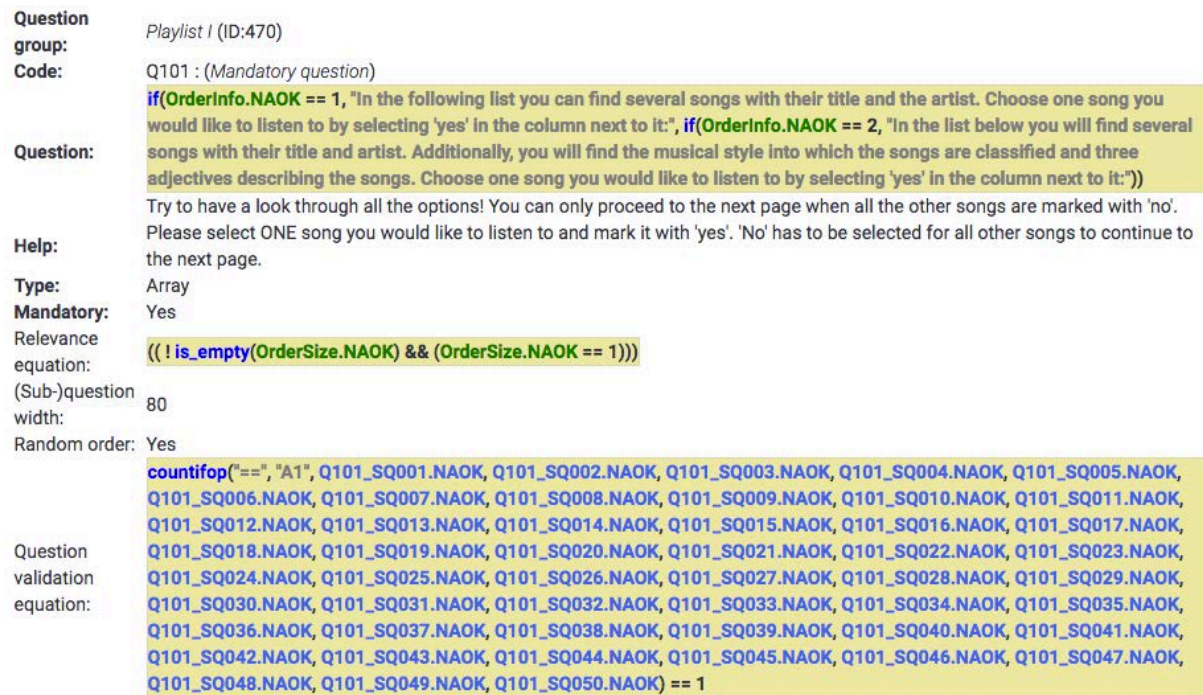 Question group: Playlist I (ID:470)
Code: Q101 : (Mandatory question)
Question: if(OrderInfo.NAOK == 1, "In the following list you can find several songs with their title and the artist. Choose one song you
would like to listen to by selecting 'yes' in the column next to it:", if(OrderInfo.NAOK == 2, "In the list below you will find several
songs with their title and artist. Additionally, you will find the musical style into which the songs are classified and three
adjectives describing the songs. Choose one song you would like to listen to by selecting 'yes' in the column next to it:"))
Help: Try to have a look through all the options! You can only proceed to the next page when all the other songs are marked with 'no'.
Please select ONE song you would like to listen to and mark it with 'yes'. 'No' has to be selected for all other songs to continue to
the next page.
Type: Array
Mandatory: Yes
Relevance equation: (( ! is_empty(OrderSize.NAOK) && (OrderSize.NAOK == 1)))
(Sub-)question width: 80
Random order: Yes
Question validation equation: countifop("==", "A1", Q101_SQ001.NAOK, Q101_SQ002.NAOK, Q101_SQ003.NAOK, Q101_SQ004.NAOK, Q101_SQ005.NAOK,
Q101_SQ006.NAOK, Q101_SQ007.NAOK, Q101_SQ008.NAOK, Q101_SQ009.NAOK, Q101_SQ010.NAOK, Q101_SQ011.NAOK,
Q101_SQ012.NAOK, Q101_SQ013.NAOK, Q101_SQ014.NAOK, Q101_SQ015.NAOK, Q101_SQ016.NAOK, Q101_SQ017.NAOK,
Q101_SQ018.NAOK, Q101_SQ019.NAOK, Q101_SQ020.NAOK, Q101_SQ021.NAOK, Q101_SQ022.NAOK, Q101_SQ023.NAOK,
Q101_SQ024.NAOK, Q101_SQ025.NAOK, Q101_SQ026.NAOK, Q101_SQ027.NAOK, Q101_SQ028.NAOK, Q101_SQ029.NAOK,
Q101_SQ030.NAOK, Q101_SQ031.NAOK, Q101_SQ032.NAOK, Q101_SQ033.NAOK, Q101_SQ034.NAOK, Q101_SQ035.NAOK,
Q101_SQ036.NAOK, Q101_SQ037.NAOK, Q101_SQ038.NAOK, Q101_SQ039.NAOK, Q101_SQ040.NAOK, Q101_SQ041.NAOK,
Q101_SQ042.NAOK, Q101_SQ043.NAOK, Q101_SQ044.NAOK, Q101_SQ045.NAOK, Q101_SQ046.NAOK, Q101_SQ047.NAOK,
Q101_SQ048.NAOK, Q101_SQ049.NAOK, Q101_SQ050.NAOK) == 1